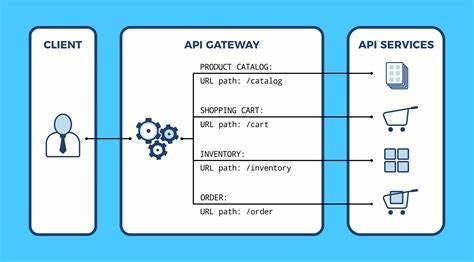 CLIENT
API GATEWAY
API SERVICES
PRODUCT CATALOG:
URL path: /catalog
SHOPPING CART:
URL path: /cart
INVENTORY:
URL path: /inventory
ORDER:
URL path: /order